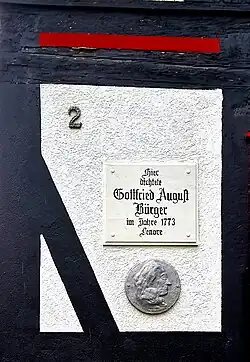 2
Hier
dichtete
Gottfried August
Bürger
im Jahre 1773
Lenore